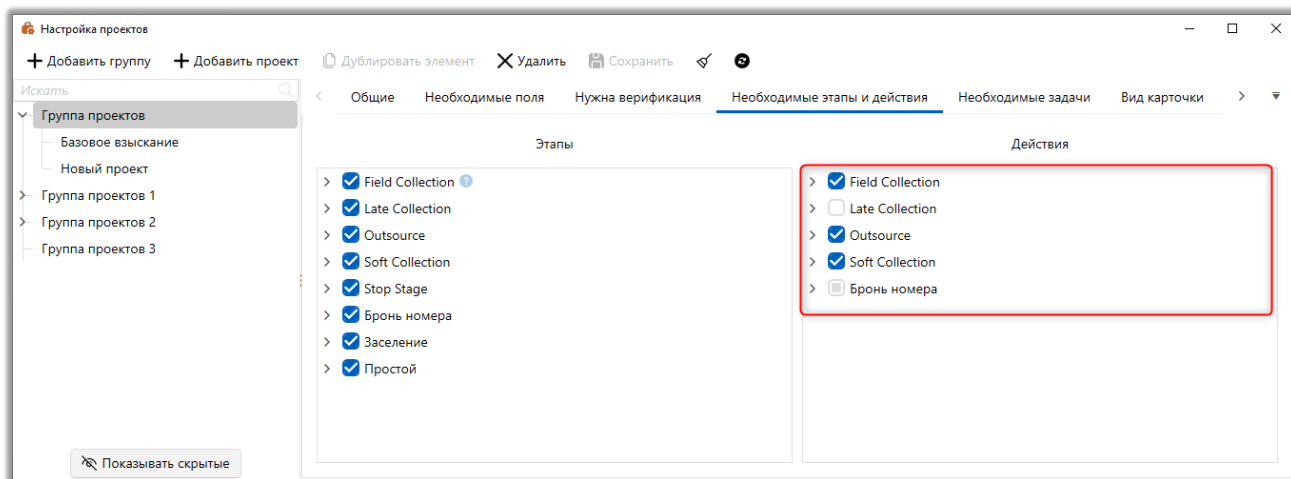 Настройка проектов
Добавить группу Добавить проект Дублировать элемент Удалить Сохранить
Искать
Общие Необходимые поля Нужна верификация Необходимые этапы и действия Необходимые задачи Вид карточки
Группа проектов
Базовое взыскание
Новый проект
Группа проектов 1
Группа проектов 2
Группа проектов 3
Показывать скрытые
Этапы
Field Collection ?
Late Collection
Outsource
Soft Collection
Stop Stage
Бронь номера
Заселение
Простой
Действия
Field Collection
Late Collection
Outsource
Soft Collection
Бронь номера